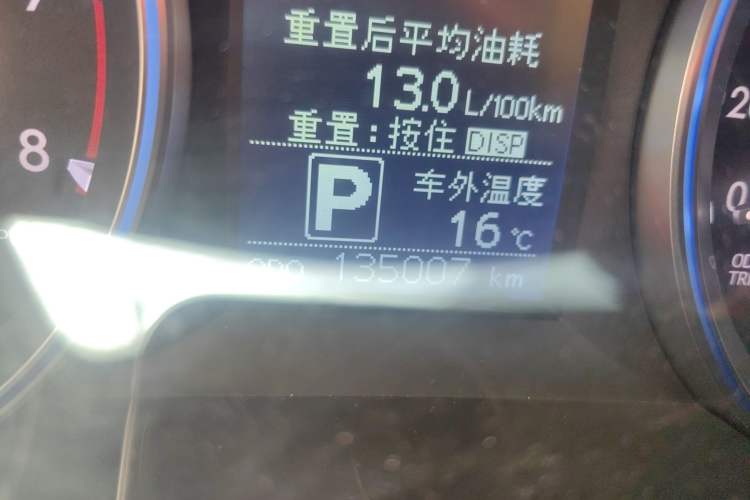 重置后平均油耗
13.0 L/100km
重置：按住 DISP
P 车外温度
16 ℃
ODO 135007 km
8